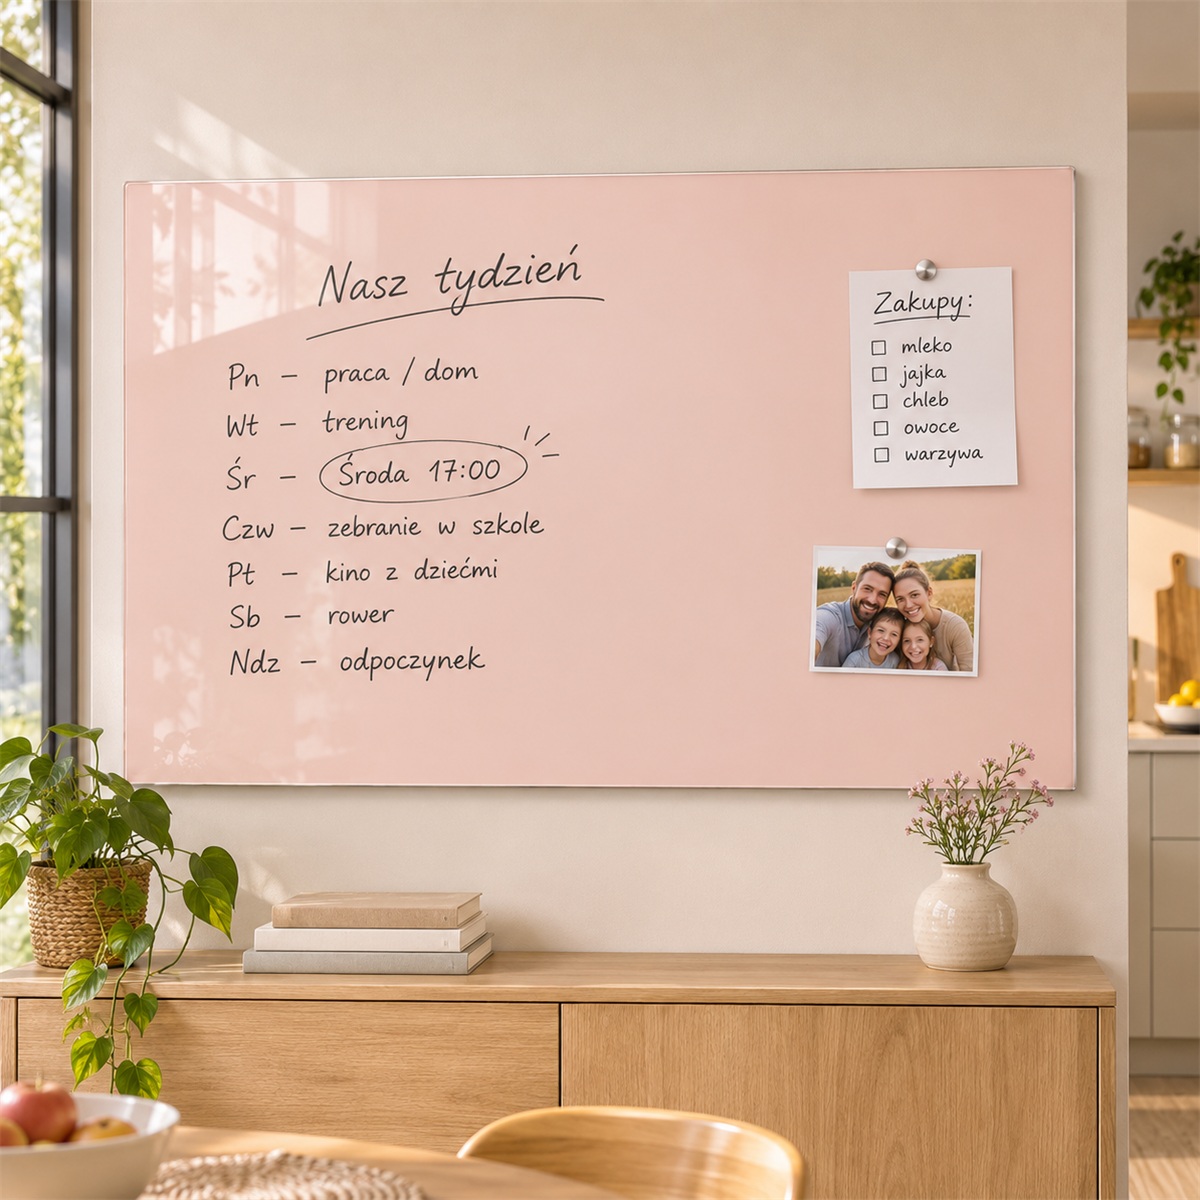 Nasz tydzień
Pn – praca / dom
Wt – trening
Śr – Środa 17:00
Czw – zebranie w szkole
Pt – kino z dziećmi
Sb – rower
Ndz – odpoczynek
Zakupy:
☐ mleko
☐ jajka
☐ chleb
☐ owoce
☐ warzywa